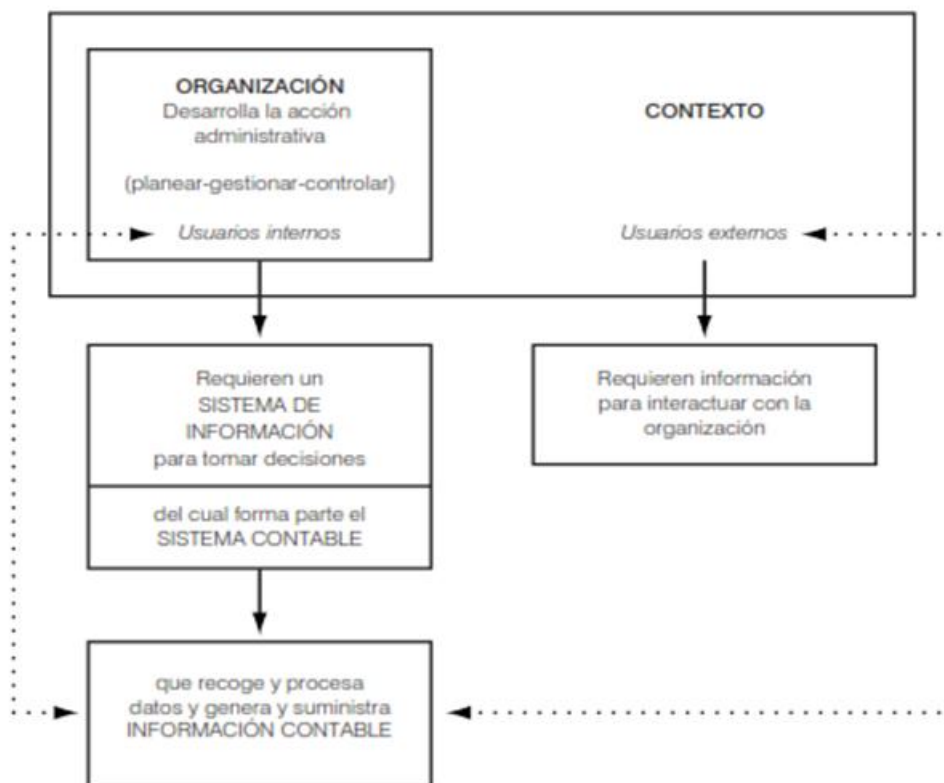 ORGANIZACIÓN
Desarrolla la acción
administrativa
(planear-gestionar-controlar)
Usuarios internos
CONTEXTO
Usuarios externos
Requieren un
SISTEMA DE
INFORMACIÓN
para tomar decisiones
del cual forma parte el
SISTEMA CONTABLE
Requieren información
para interactuar con la
organización
que recoge y procesa
datos y genera y suministra
INFORMACIÓN CONTABLE